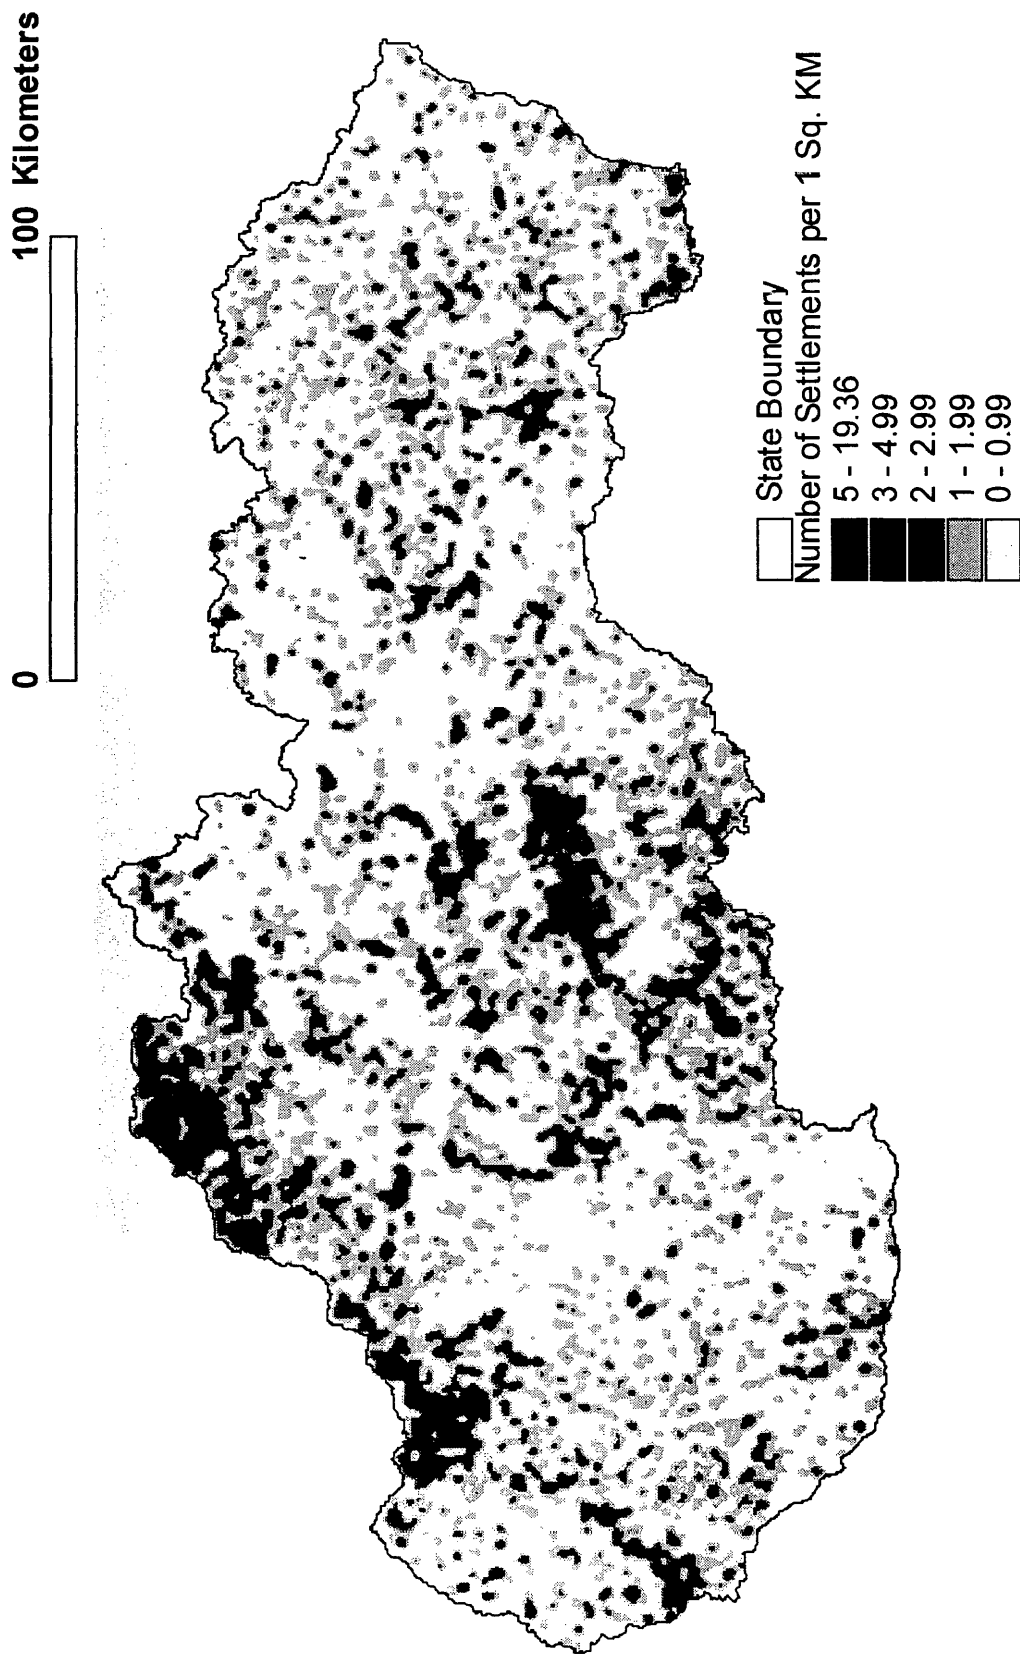 0
100 Kilometers
State Boundary
Number of Settlements per 1 Sq. KM
5 - 19.36
3 - 4.99
2 - 2.99
1 - 1.99
0 - 0.99